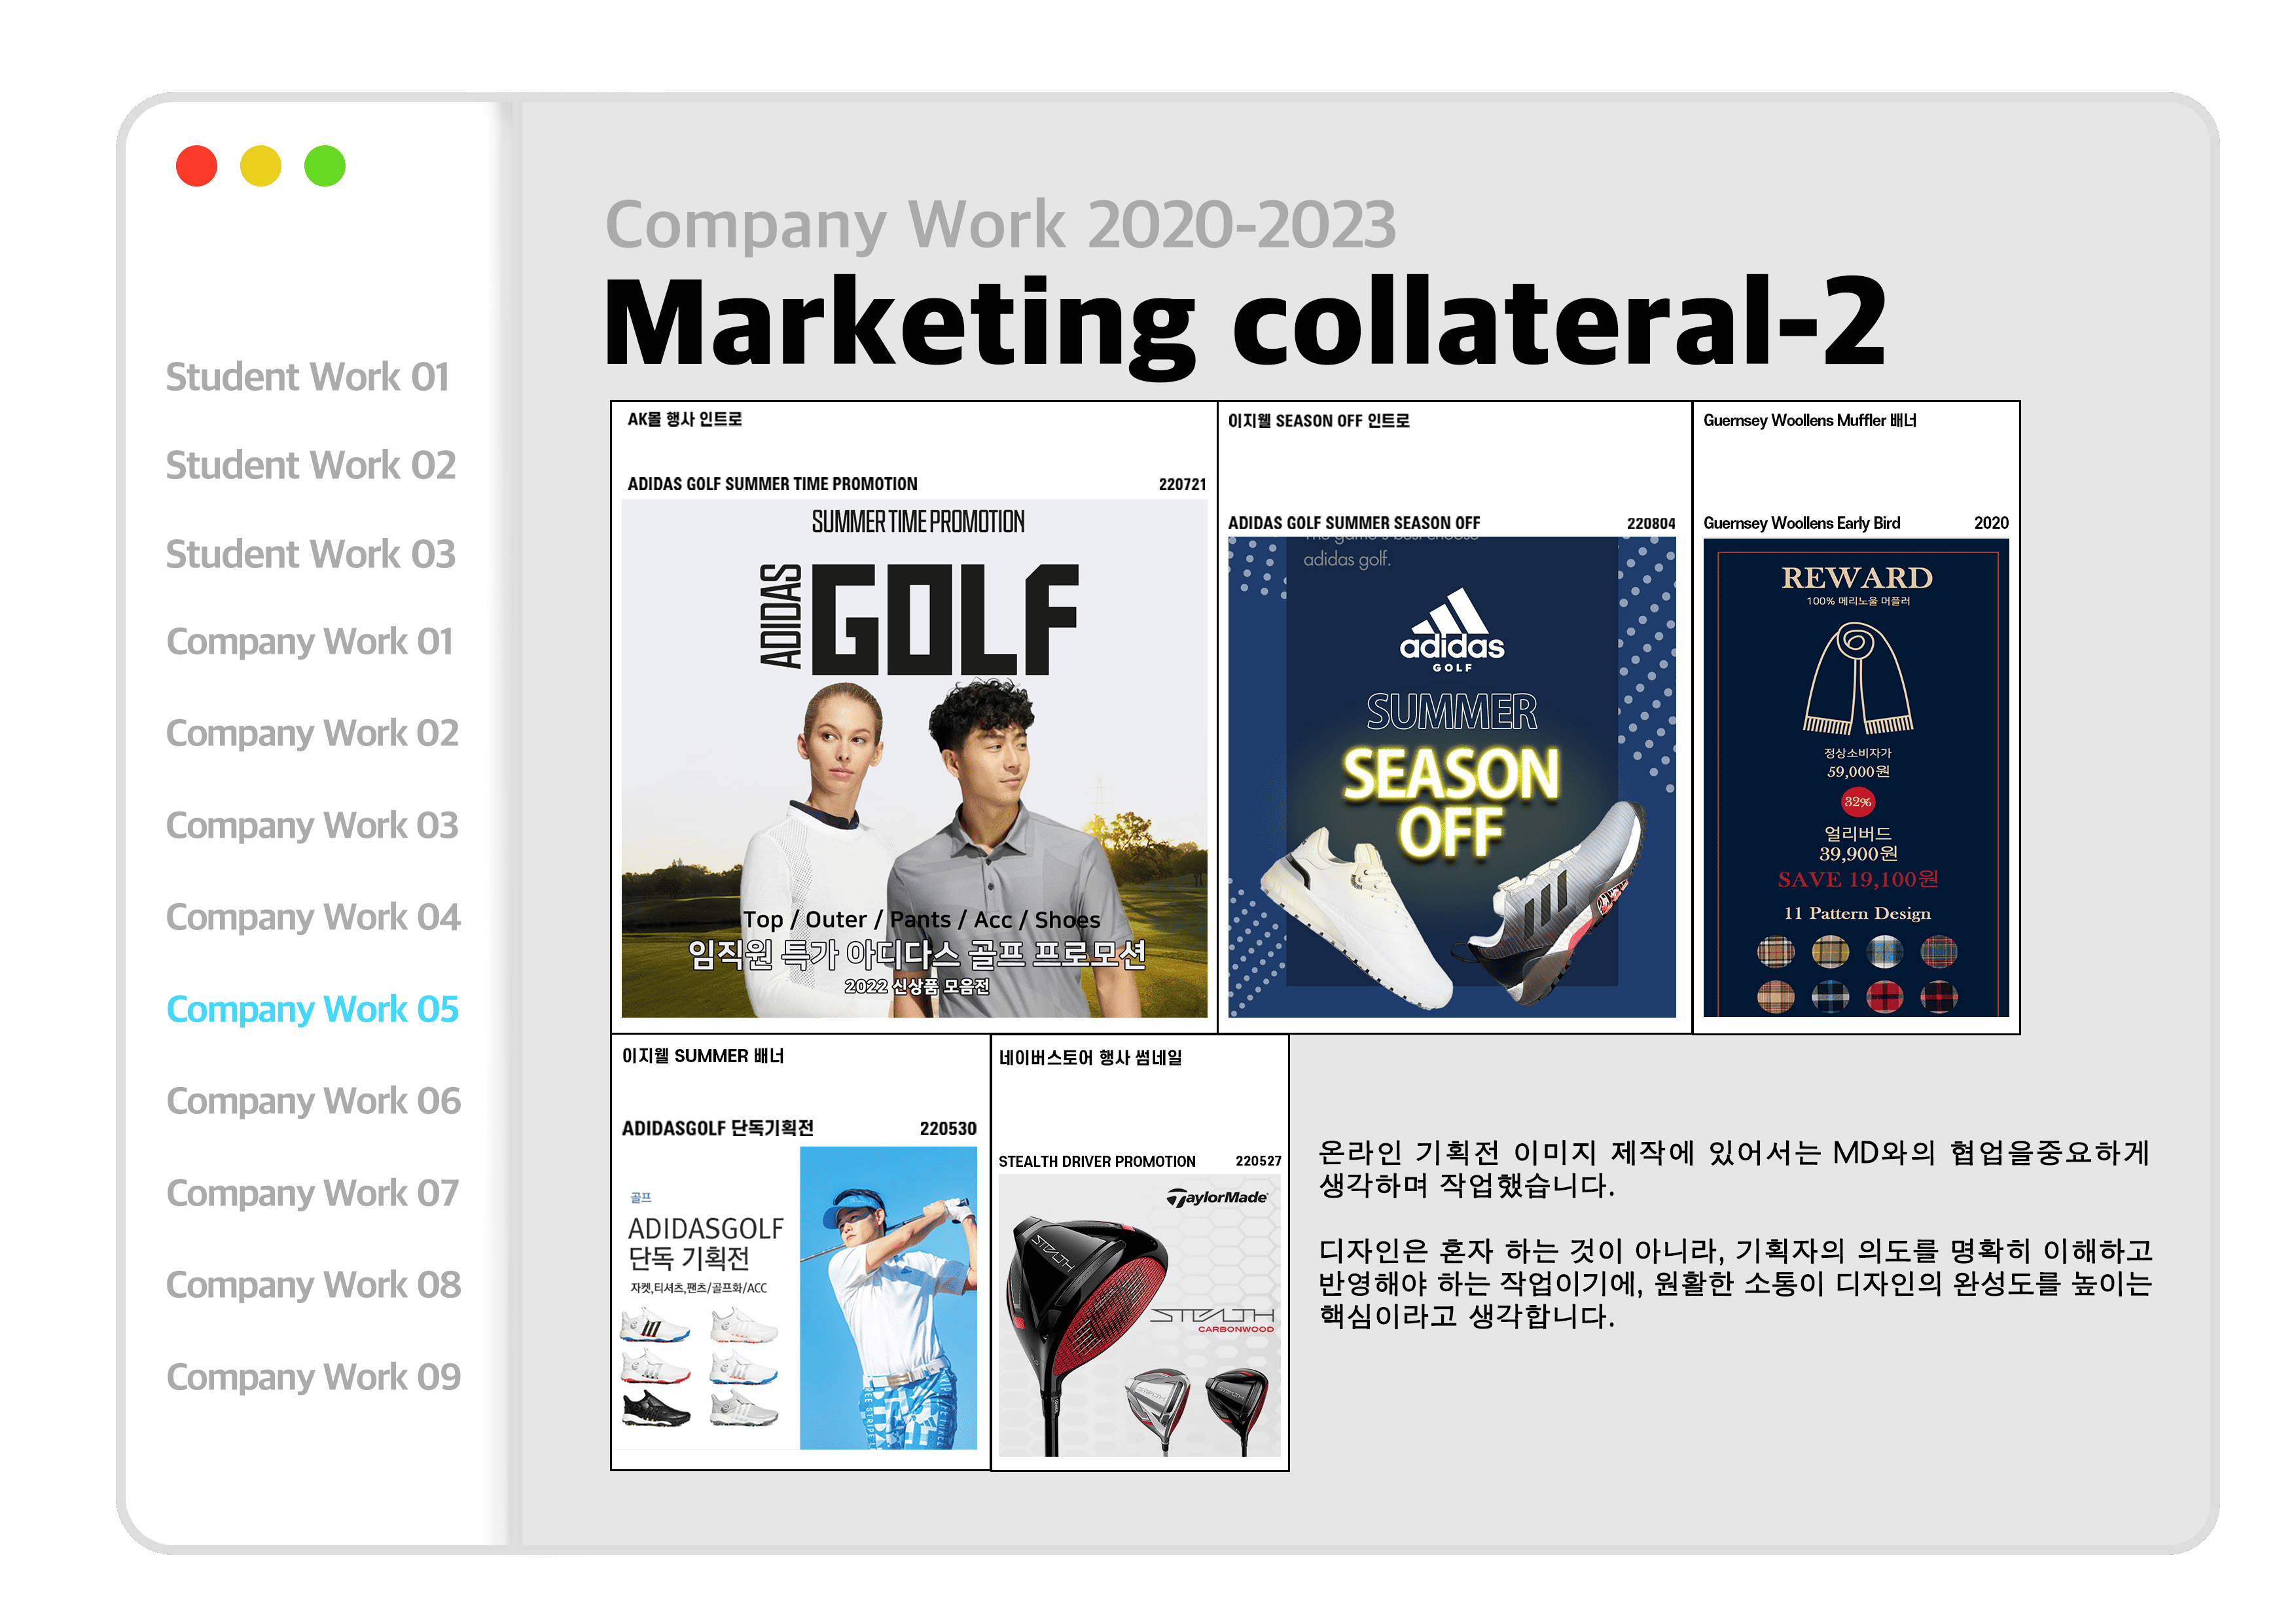 Company Work 2020-2023
Marketing collateral-2
Student Work 01
Student Work 02
Student Work 03
Company Work 01
Company Work 02
Company Work 03
Company Work 04
Company Work 05
Company Work 06
Company Work 07
Company Work 08
Company Work 09
AK몰 행사 인트로
ADIDAS GOLF SUMMER TIME PROMOTION 220721
SUMMER TIME PROMOTION
ADIDAS GOLF
Top / Outer / Pants / Acc / Shoes
임직원 특가 아디다스 골프 프로모션
2022 신상품 모음전
이지웰 SEASON OFF 인트로
ADIDAS GOLF SUMMER SEASON OFF 220804
The game's best choose
adidas golf.
adidas
GOLF
SUMMER
SEASON
OFF
Guernsey Woollens Muffler 배너
Guernsey Woollens Early Bird 2020
REWARD
100% 메리노울 머플러
정상소비자가
59,000원
32%
얼리버드
39,900원
SAVE 19,100원
11 Pattern Design
이지웰 SUMMER 배너
ADIDASGOLF 단독기획전 220530
골프
ADIDASGOLF
단독 기획전
자켓,티셔츠,팬츠/골프화/ACC
네이버스토어 행사 썸네일
STEALTH DRIVER PROMOTION 220527
TaylorMade
STEALTH
STEALTH
CARBONWOOD
온라인 기획전 이미지 제작에 있어서는 MD와의 협업을중요하게
생각하며 작업했습니다.
디자인은 혼자 하는 것이 아니라, 기획자의 의도를 명확히 이해하고
반영해야 하는 작업이기에, 원활한 소통이 디자인의 완성도를 높이는
핵심이라고 생각합니다.